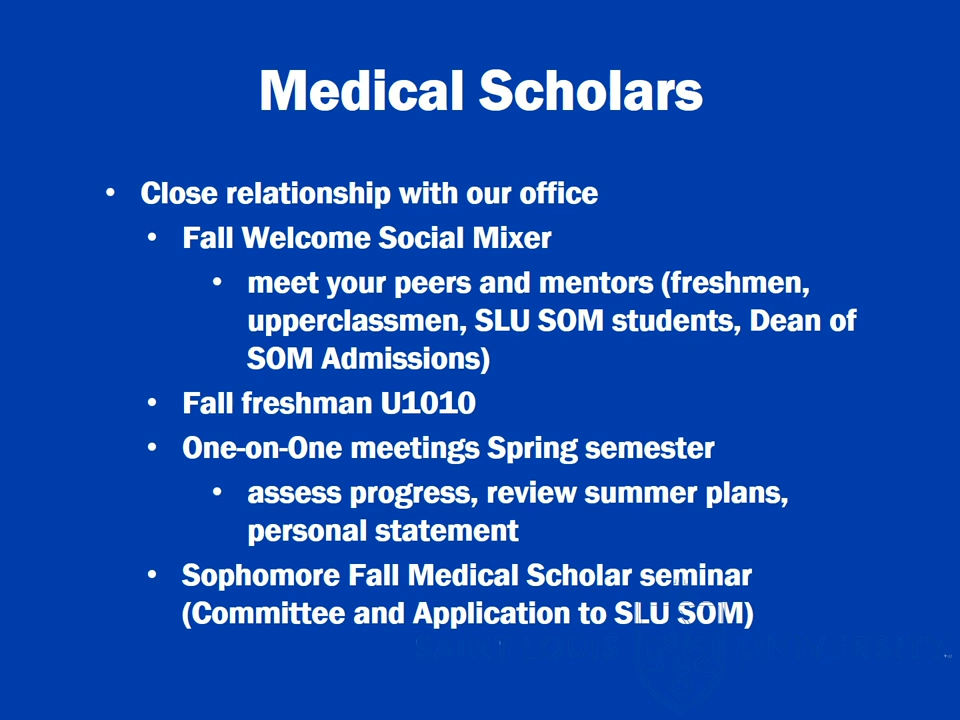 Medical Scholars
• Close relationship with our office
• Fall Welcome Social Mixer
• meet your peers and mentors (freshmen,
upperclassmen, SLU SOM students, Dean of
SOM Admissions)
• Fall freshman U1010
• One-on-One meetings Spring semester
• assess progress, review summer plans,
personal statement
• Sophomore Fall Medical Scholar seminar
(Committee and Application to SLU SOM)